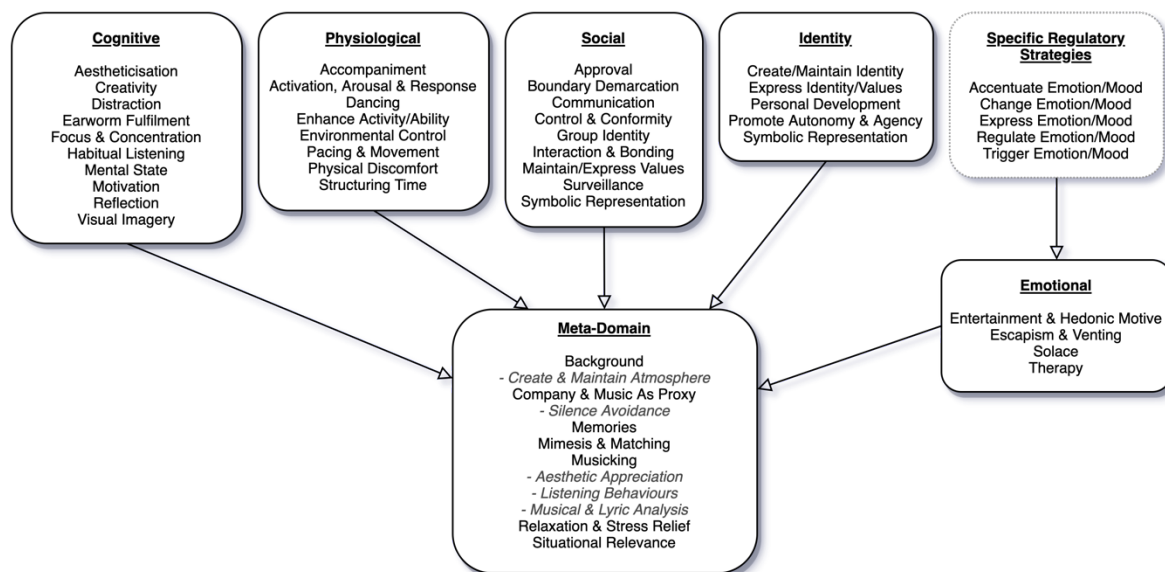 Cognitive
Aestheticisation
Creativity
Distraction
Earworm Fulfilment
Focus & Concentration
Habitual Listening
Mental State
Motivation
Reflection
Visual Imagery
Physiological
Accompaniment
Activation, Arousal & Response
Dancing
Enhance Activity/Ability
Environmental Control
Pacing & Movement
Physical Discomfort
Structuring Time
Social
Approval
Boundary Demarcation
Communication
Control & Conformity
Group Identity
Interaction & Bonding
Maintain/Express Values
Surveillance
Symbolic Representation
Identity
Create/Maintain Identity
Express Identity/Values
Personal Development
Promote Autonomy & Agency
Symbolic Representation
Specific Regulatory
Strategies
Accentuate Emotion/Mood
Change Emotion/Mood
Express Emotion/Mood
Regulate Emotion/Mood
Trigger Emotion/Mood
Emotional
Entertainment & Hedonic Motive
Escapism & Venting
Solace
Therapy
Meta-Domain
Background
- Create & Maintain Atmosphere
Company & Music As Proxy
- Silence Avoidance
Memories
Mimesis & Matching
Musicking
- Aesthetic Appreciation
- Listening Behaviours
- Musical & Lyric Analysis
Relaxation & Stress Relief
Situational Relevance